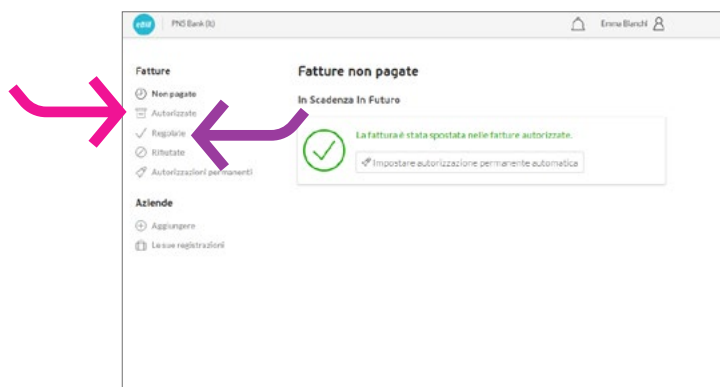 ebill PNS Bank (It) Emma Bianchi
Fatture
Non pagate
Autorizzate
Regolate
Rifiutate
Autorizzazioni permanenti
Aziende
Aggiungere
Le sue registrazioni
Fatture non pagate
In Scadenza In Futuro
La fattura è stata spostata nelle fatture autorizzate.
Impostare autorizzazione permanente automatica